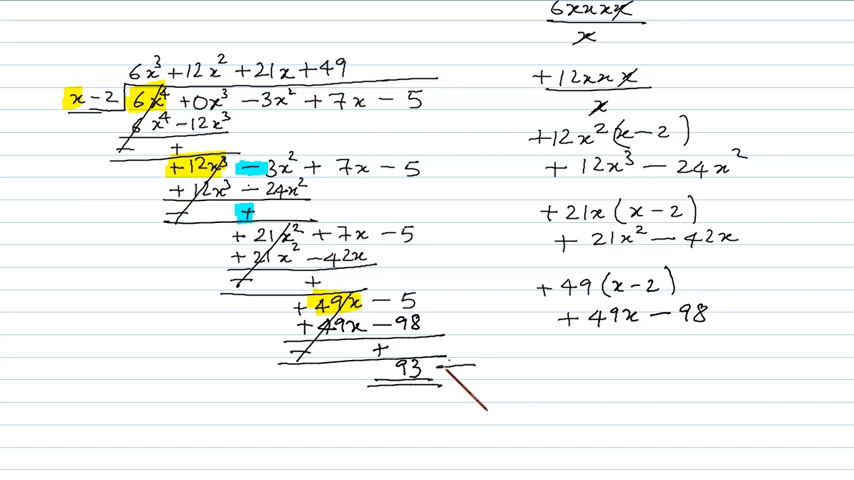 6x³ + 12x² + 21x + 49
x - 2 | 6x⁴ + 0x³ - 3x² + 7x - 5
6x⁴ - 12x³
- +
+ 12x³ - 3x² + 7x - 5
+ 12x³ - 24x²
- +
+ 21x² + 7x - 5
+ 21x² - 42x
- +
+ 49x - 5
+ 49x - 98
- +
93
6xxxx
x
+ 12xxx
x
+ 12x² (x - 2)
+ 12x³ - 24x²
+ 21x (x - 2)
+ 21x² - 42x
+ 49 (x - 2)
+ 49x - 98